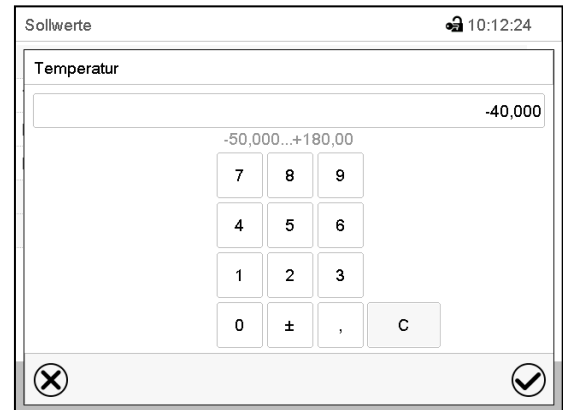 Sollwerte 10:12:24
Temperatur
-40,000
-50,000...+180,00
7 8 9
4 5 6
1 2 3
0 ± , C